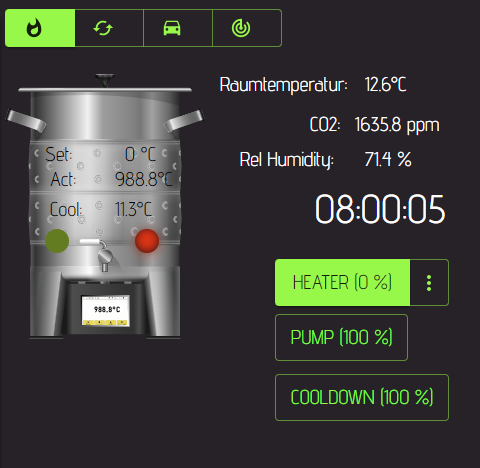 Raumtemperatur: 12.6°C
CO2: 1635.8 ppm
Rel Humidity: 71.4 %
08:00:05
Set: 0 °C
Act: 988.8°C
Cool: 11.3°C
988,8°C
HEATER (0 %)
PUMP (100 %)
COOLDOWN (100 %)